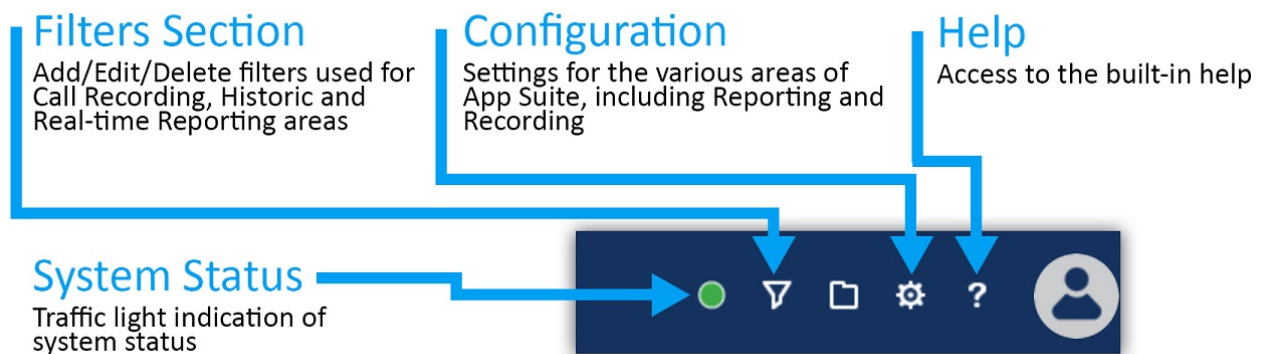 Filters Section
Add/Edit/Delete filters used for
Call Recording, Historic and
Real-time Reporting areas
Configuration
Settings for the various areas of
App Suite, including Reporting and
Recording
Help
Access to the built-in help
System Status
Traffic light indication of
system status
?